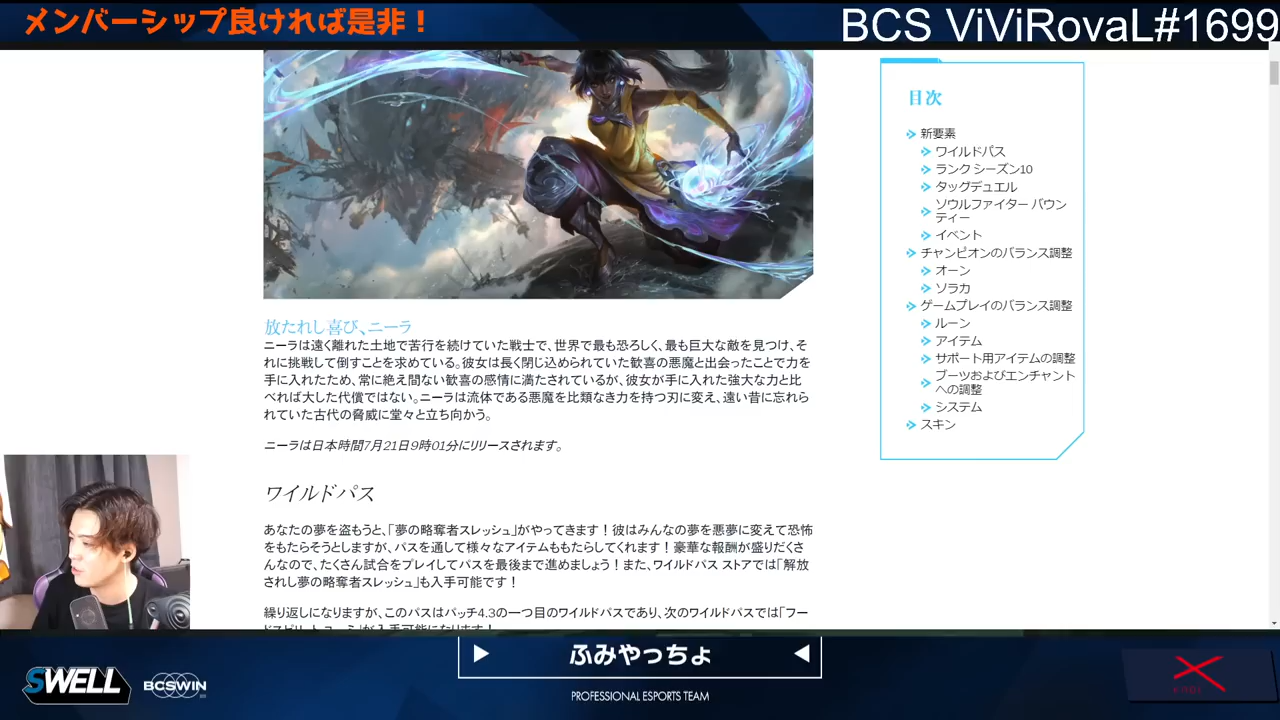 メンバーシップ良ければ是非！
BCS ViViRovaL#1699
目次
新要素
ワイルドパス
ランク シーズン10
タッグデュエル
ソウルファイター バウン
ティー
イベント
チャンピオンのバランス調整
オーン
ソラカ
ゲームプレイのバランス調整
ルーン
アイテム
サポート用アイテムの調整
ブーツおよびエンチャント
への調整
システム
スキン
放たれし喜び、ニーラ
ニーラは遠く離れた土地で苦行を続けていた戦士で、世界で最も恐ろしく、最も巨大な敵を見つけ、そ
れに挑戦して倒すことを求めている。彼女は長く閉じ込められていた歓喜の悪魔と出会ったことで力を
手に入れたため、常に絶え間ない歓喜の感情に満たされているが、彼女が手に入れた強大な力と比
べれば大した代償ではない。ニーラは流体である悪魔を比類なき力を持つ刃に変え、遠い昔に忘れら
れていた古代の脅威に堂々と立ち向かう。
ニーラは日本時間7月21日9時01分にリリースされます。
ワイルドパス
あなたの夢を盗もうと、「夢の略奪者スレッシュ」がやってきます！彼はみんなの夢を悪夢に変えて恐怖
をもたらそうとしますが、パスを通して様々なアイテムももたらしてくれます！豪華な報酬が盛りだくさ
んなので、たくさん試合をプレイしてパスを最後まで進めましょう！また、ワイルドパス ストアでは「解放
されし夢の略奪者スレッシュ」も入手可能です！
繰り返しになりますが、このパスはパッチ4.3の一つ目のワイルドパスであり、次のワイルドパスでは「フー
ドスピリット ユーミ」が入手可能になります！
ふみやっちょ
PROFESSIONAL ESPORTS TEAM
SWELL
BCSWIN